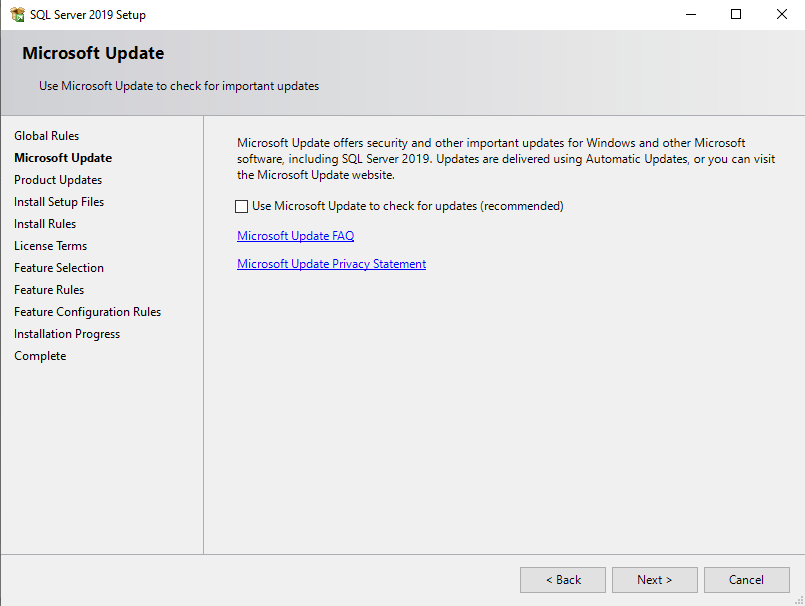 SQL Server 2019 Setup
Microsoft Update
Use Microsoft Update to check for important updates
Global Rules
Microsoft Update
Product Updates
Install Setup Files
Install Rules
License Terms
Feature Selection
Feature Rules
Feature Configuration Rules
Installation Progress
Complete
Microsoft Update offers security and other important updates for Windows and other Microsoft
software, including SQL Server 2019. Updates are delivered using Automatic Updates, or you can visit
the Microsoft Update website.
Use Microsoft Update to check for updates (recommended)
Microsoft Update FAQ
Microsoft Update Privacy Statement
< Back
Next >
Cancel